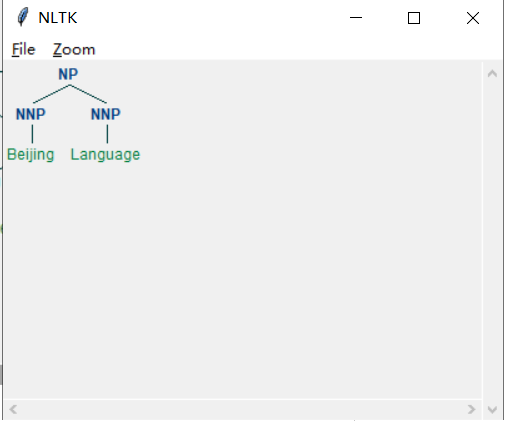 NLTK
File Zoom
NP
NNP NNP
Beijing Language